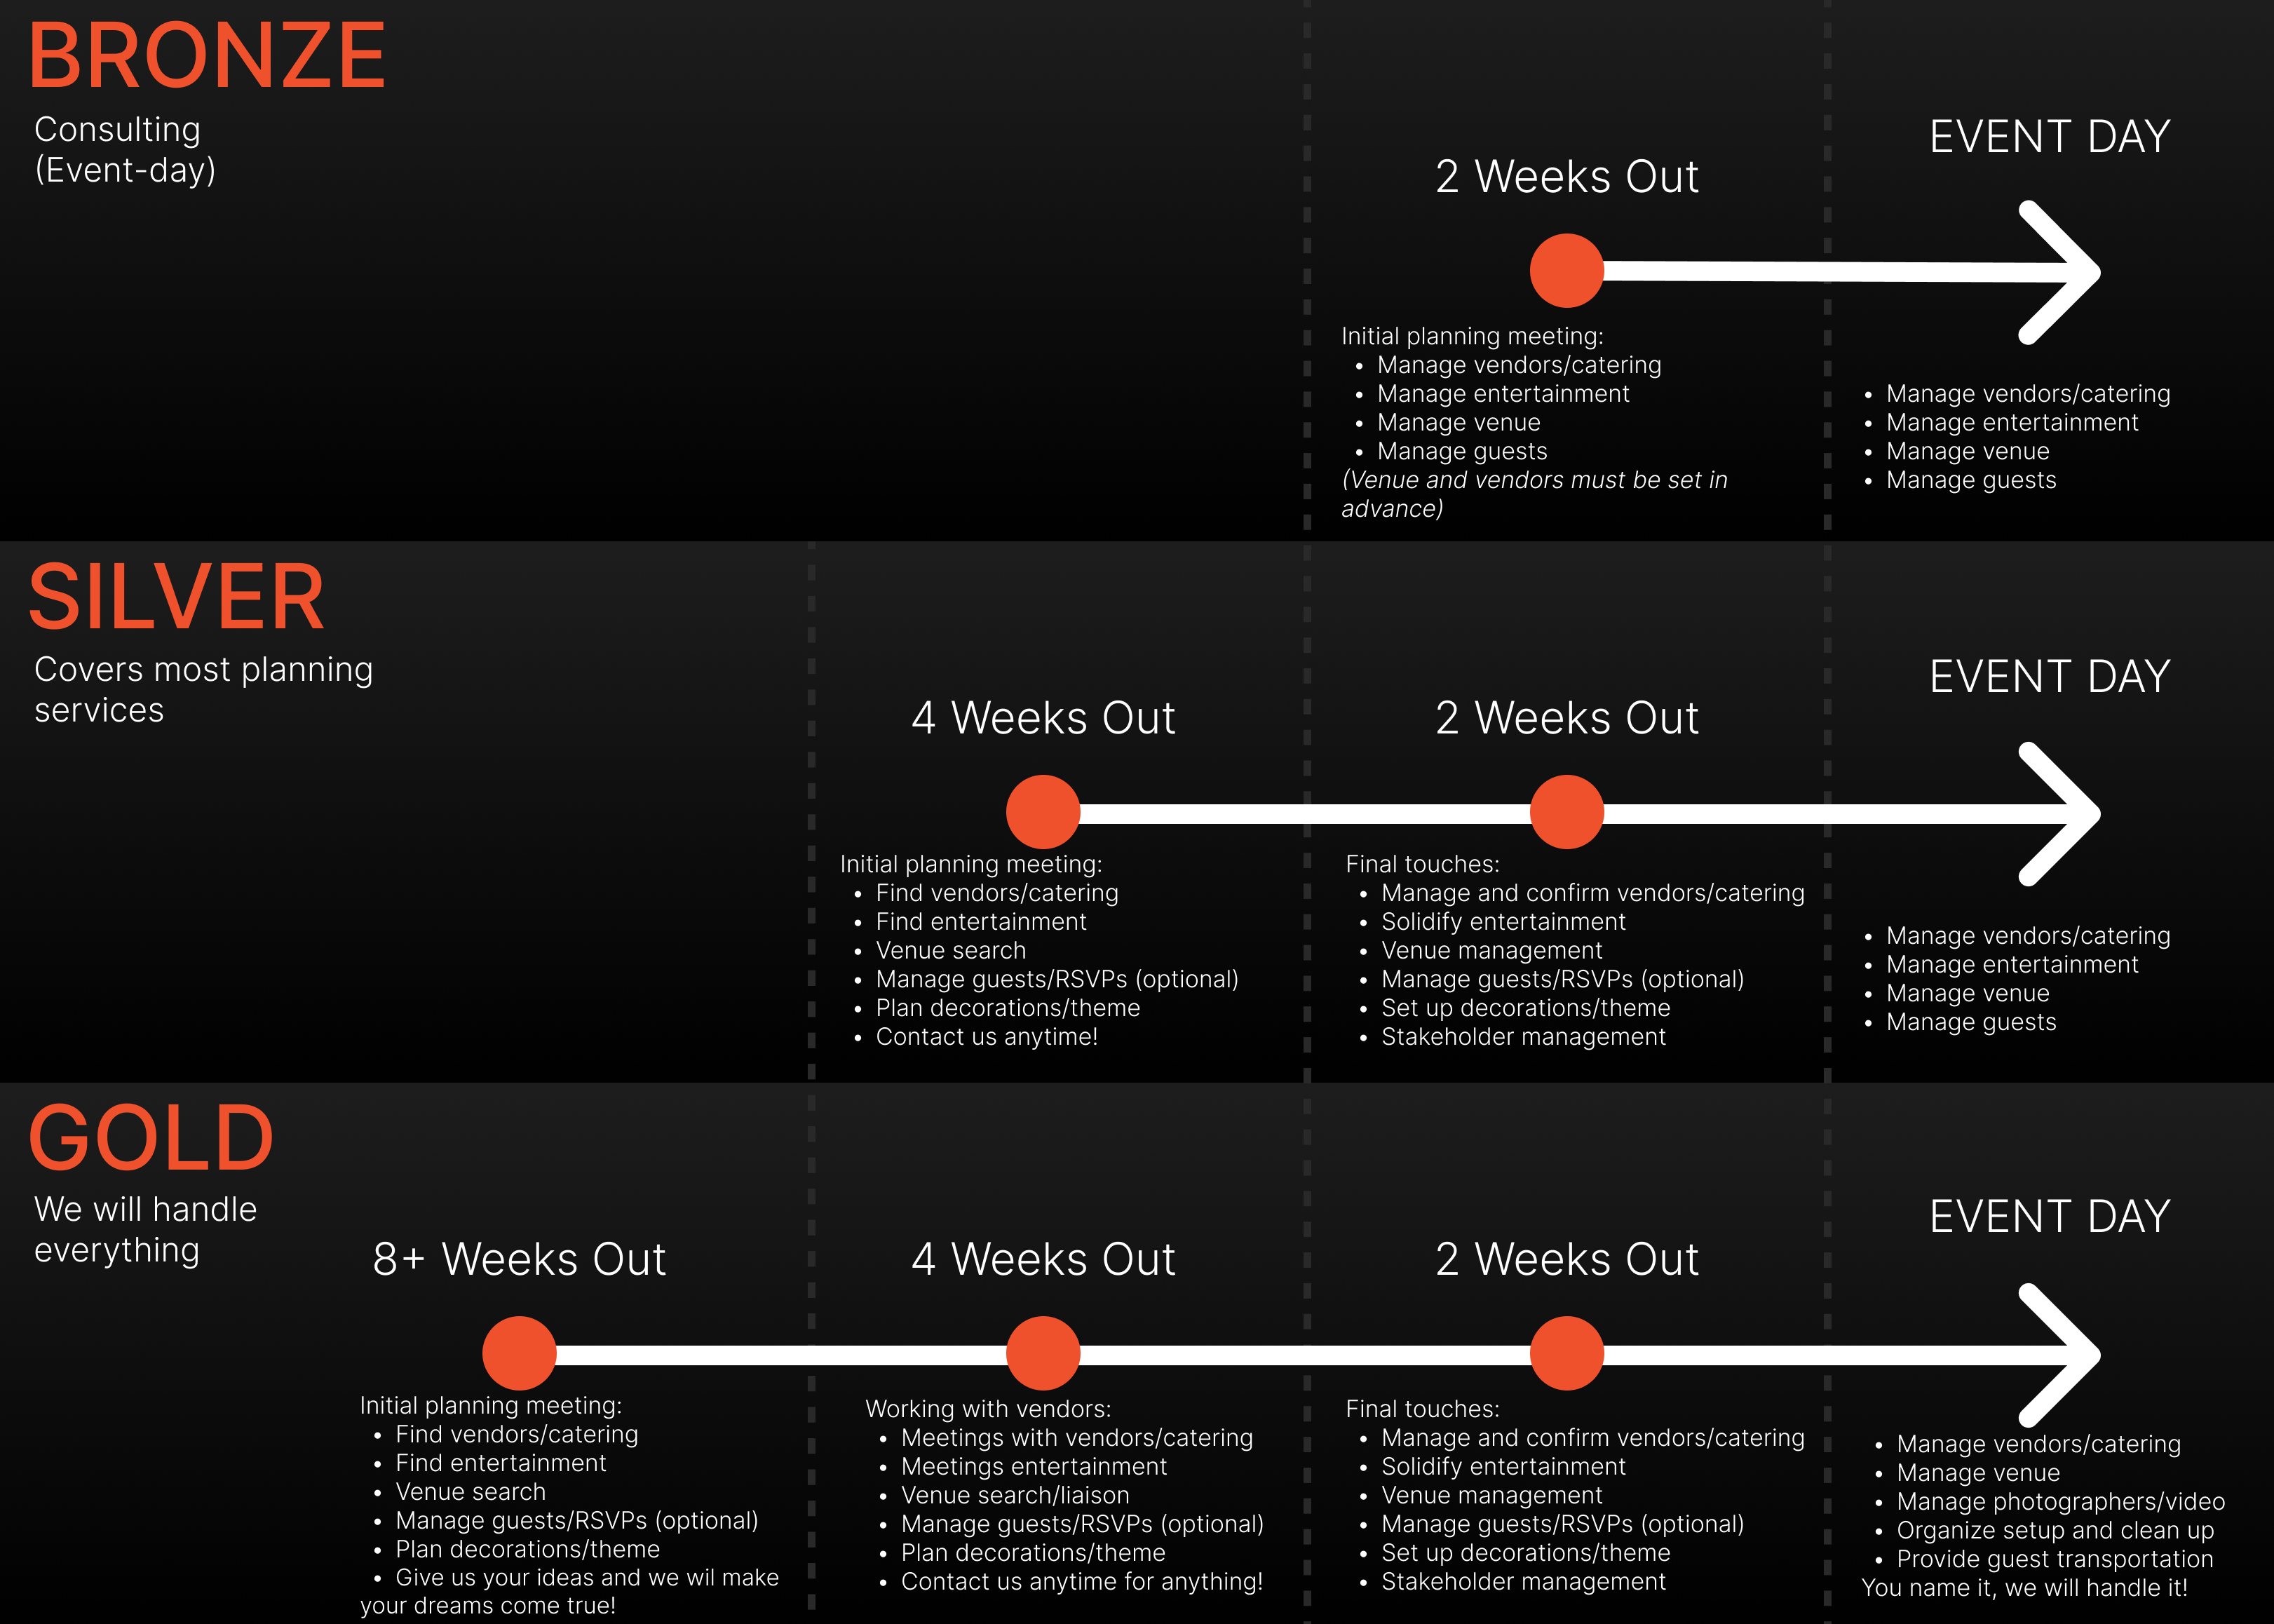 BRONZE
Consulting
(Event-day)
2 Weeks Out
EVENT DAY
Initial planning meeting:
• Manage vendors/catering
• Manage entertainment
• Manage venue
• Manage guests
(Venue and vendors must be set in
advance)
• Manage vendors/catering
• Manage entertainment
• Manage venue
• Manage guests
SILVER
Covers most planning
services
4 Weeks Out
2 Weeks Out
EVENT DAY
Initial planning meeting:
• Find vendors/catering
• Find entertainment
• Venue search
• Manage guests/RSVPs (optional)
• Plan decorations/theme
• Contact us anytime!
Final touches:
• Manage and confirm vendors/catering
• Solidify entertainment
• Venue management
• Manage guests/RSVPs (optional)
• Set up decorations/theme
• Stakeholder management
• Manage vendors/catering
• Manage entertainment
• Manage venue
• Manage guests
GOLD
We will handle
everything
8+ Weeks Out
4 Weeks Out
2 Weeks Out
EVENT DAY
Initial planning meeting:
• Find vendors/catering
• Find entertainment
• Venue search
• Manage guests/RSVPs (optional)
• Plan decorations/theme
• Give us your ideas and we wil make
your dreams come true!
Working with vendors:
• Meetings with vendors/catering
• Meetings entertainment
• Venue search/liaison
• Manage guests/RSVPs (optional)
• Plan decorations/theme
• Contact us anytime for anything!
Final touches:
• Manage and confirm vendors/catering
• Solidify entertainment
• Venue management
• Manage guests/RSVPs (optional)
• Set up decorations/theme
• Stakeholder management
• Manage vendors/catering
• Manage venue
• Manage photographers/video
• Organize setup and clean up
• Provide guest transportation
You name it, we will handle it!